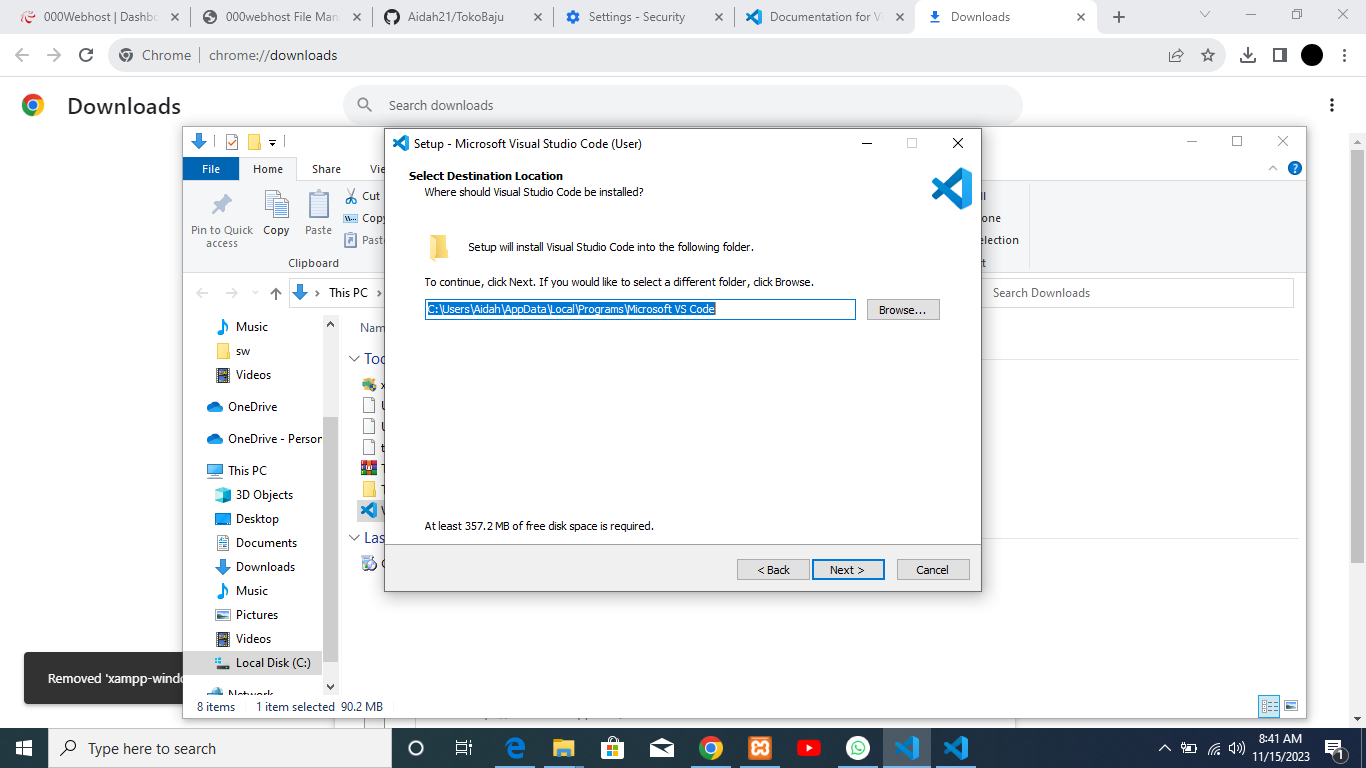 000Webhost | Dashbo
000webhost File Man
Aidah21/TokoBaju
Settings - Security
Documentation for Vi
Downloads
Chrome
chrome://downloads
Downloads
Search downloads
Setup - Microsoft Visual Studio Code (User)
File
Home
Share
Vie
Select Destination Location
Where should Visual Studio Code be installed?
Pin to Quick
access
Copy
Paste
Cut
Copy
Paste
Clipboard
ll
one
election
t
Setup will install Visual Studio Code into the following folder.
To continue, click Next. If you would like to select a different folder, click Browse.
This PC
Search Downloads
C:\Users\Aidah\AppData\Local\Programs\Microsoft VS Code
Browse...
Music
sw
Videos
OneDrive
OneDrive - Person
This PC
3D Objects
Desktop
Documents
Downloads
Music
Pictures
Videos
Local Disk (C:)
Network
Nam
Toc
Las
At least 357.2 MB of free disk space is required.
< Back
Next >
Cancel
Removed 'xampp-windo
8 items
1 item selected 90.2 MB
Type here to search
8:41 AM
11/15/2023
1